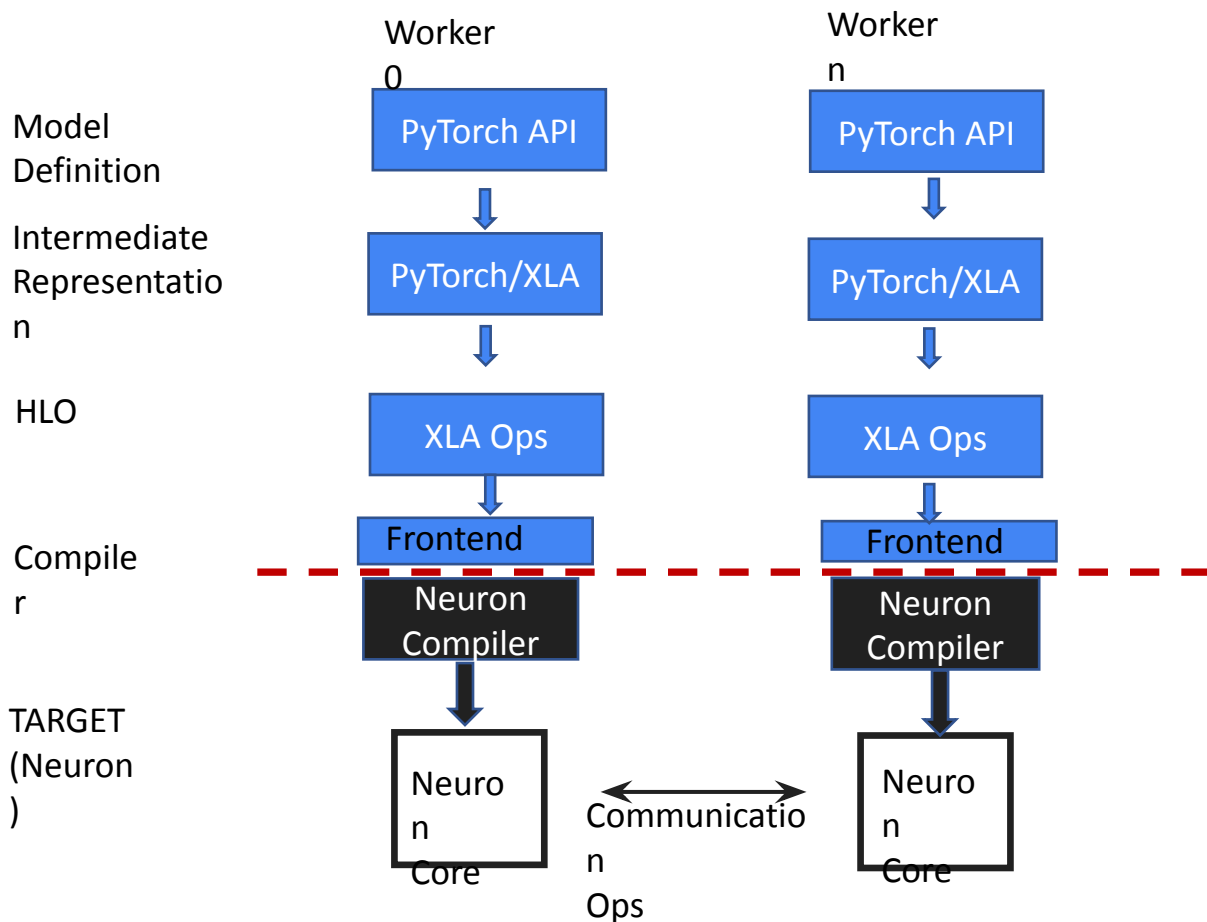 Worker
0
Worker
n
Model
Definition
PyTorch API
PyTorch API
Intermediate
Representatio
n
PyTorch/XLA
PyTorch/XLA
HLO
XLA Ops
XLA Ops
Frontend
Frontend
Compile
r
Neuron
Compiler
Neuron
Compiler
TARGET
(Neuron
)
Neuro
n
Core
Communicatio
n
Ops
Neuro
n
Core